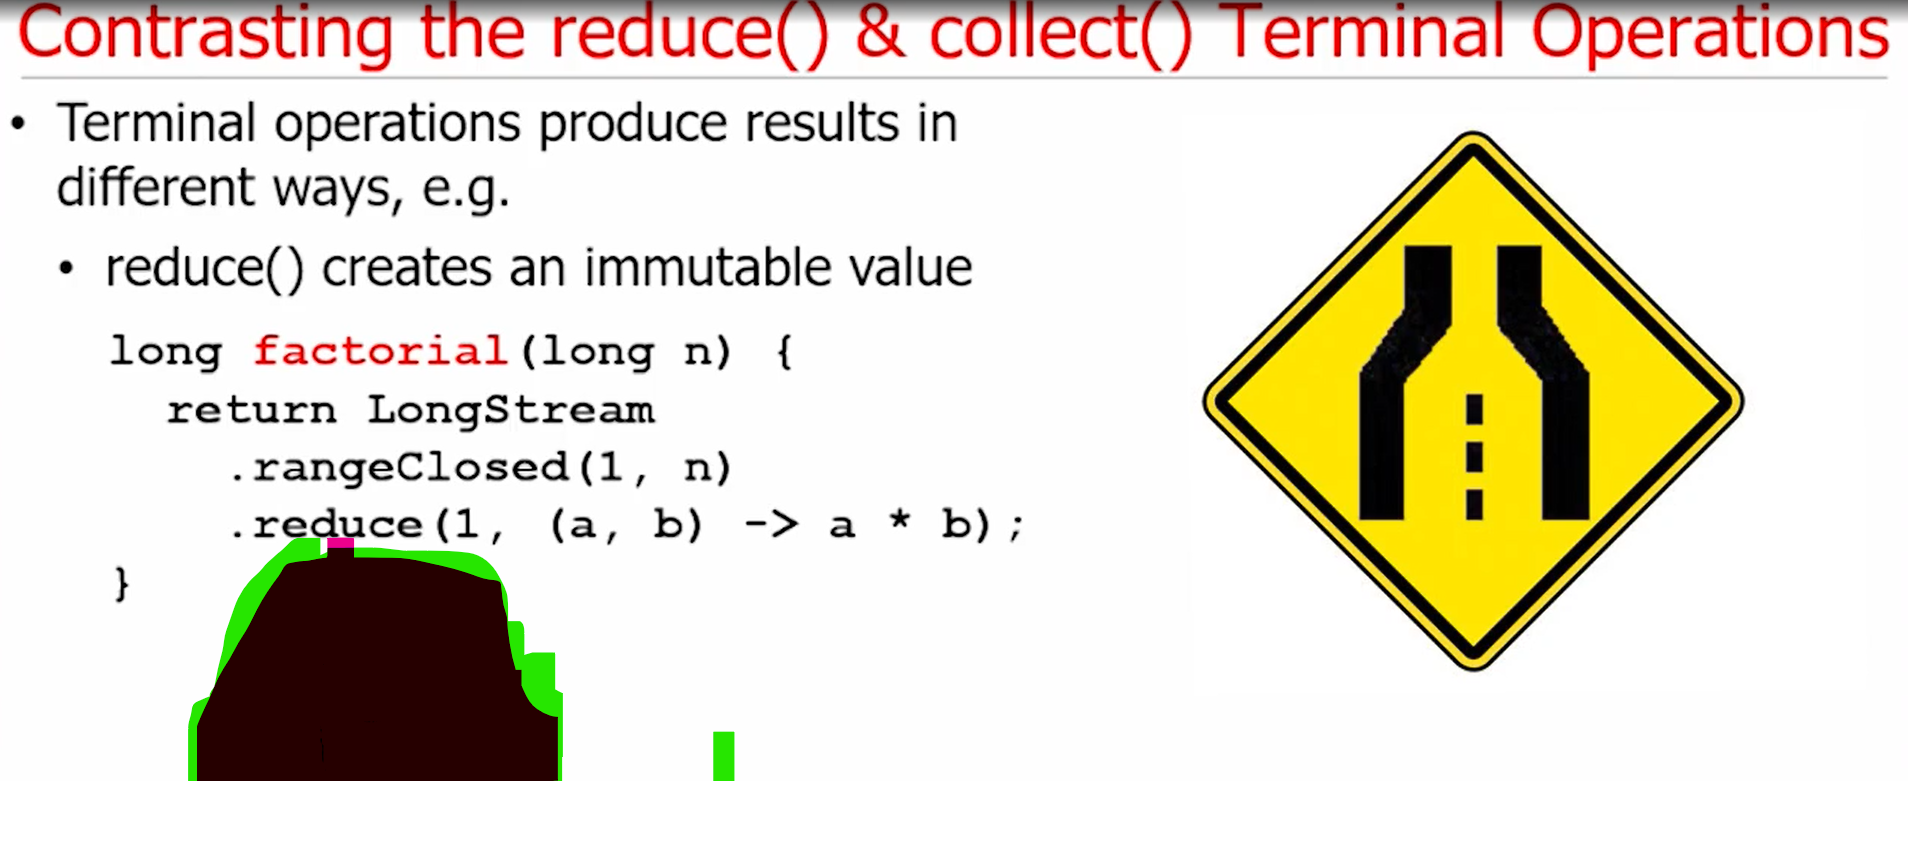 Contrasting the reduce() & collect() Terminal Operations
• Terminal operations produce results in
different ways, e.g.
• reduce() creates an immutable value
long factorial(long n) {
return LongStream
.rangeClosed(1, n)
.reduce(1, (a, b) -> a * b);
}